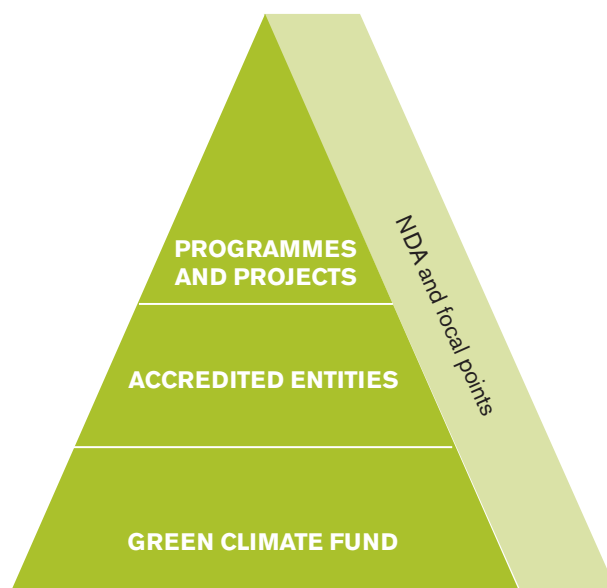 PROGRAMMES
AND PROJECTS
NDA and focal points
ACCREDITED ENTITIES
GREEN CLIMATE FUND